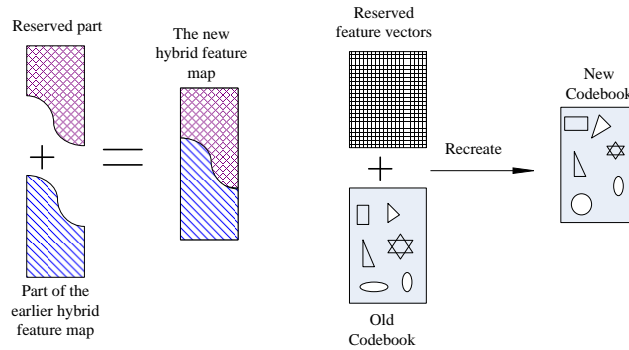 Reserved part
The new
hybrid feature
map
Part of the
earlier hybrid
feature map
Reserved
feature vectors
Old
Codebook
Recreate
New
Codebook